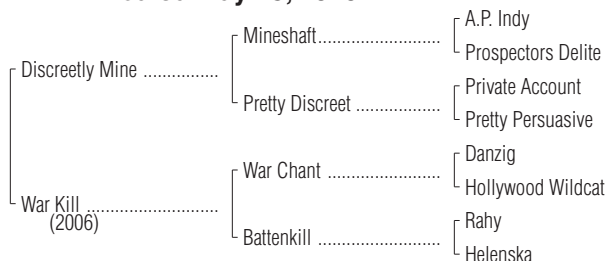 A.P. Indy
Mineshaft
Prospectors Delite
Discreetly Mine
Private Account
Pretty Discreet
Pretty Persuasive
Danzig
War Chant
Hollywood Wildcat
War Kill
(2006)
Rahy
Battenkill
Helenska